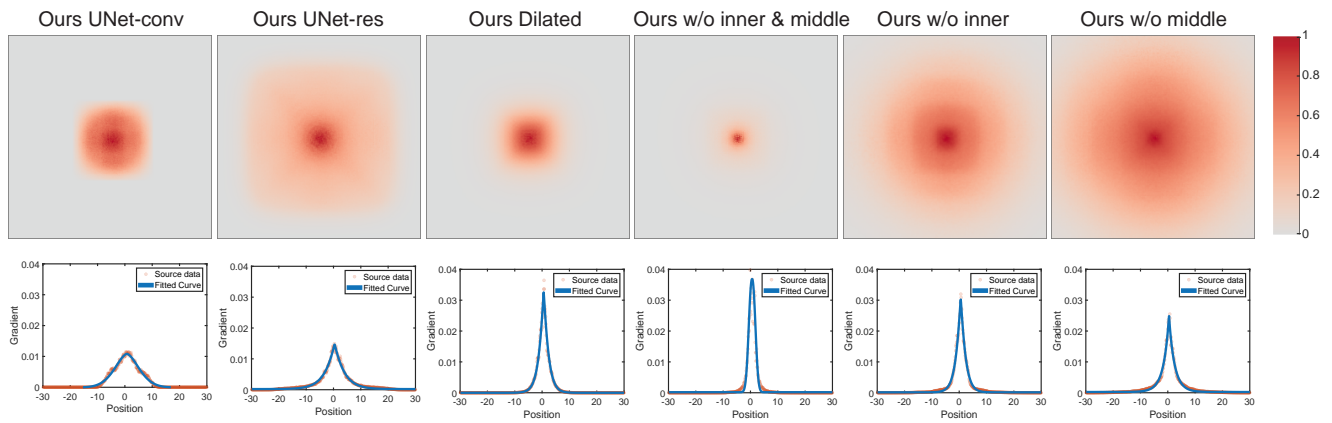 Ours UNet-conv
Ours UNet-res
Ours Dilated
Ours w/o inner & middle
Ours w/o inner
Ours w/o middle
1
0.8
0.6
0.4
0.2
0
0.04
0.03
0.02
0.01
0
Gradient
Source data
Fitted Curve
-30 -20 -10 0 10 20 30
Position
0.04
0.03
0.02
0.01
0
Gradient
Source data
Fitted Curve
-30 -20 -10 0 10 20 30
Position
0.04
0.03
0.02
0.01
0
Gradient
Source data
Fitted Curve
-30 -20 -10 0 10 20 30
Position
0.04
0.03
0.02
0.01
0
Gradient
Source data
Fitted Curve
-30 -20 -10 0 10 20 30
Position
0.04
0.03
0.02
0.01
0
Gradient
Source data
Fitted Curve
-30 -20 -10 0 10 20 30
Position
0.04
0.03
0.02
0.01
0
Gradient
Source data
Fitted Curve
-30 -20 -10 0 10 20 30
Position